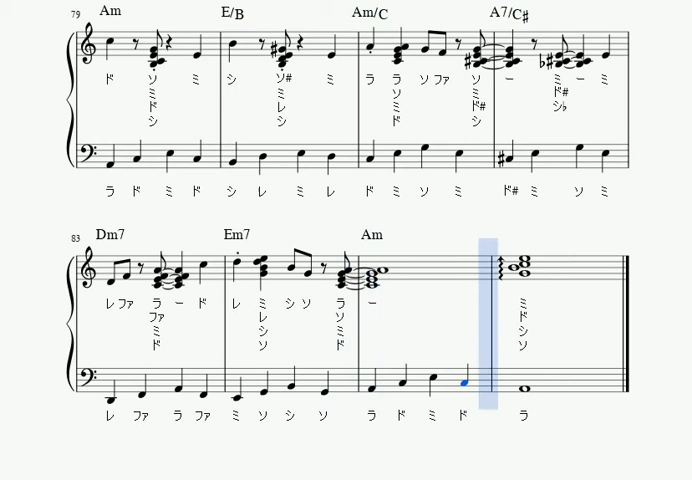 79 Am E/B Am/C A7/C♯
ド ソ ミ シ ソ# ミ ラ ラ ソ ファ ソ ー ミ ー ミ
ミ ミ ソ ミ ド#
ド レ ミ ド# シ♭
シ シ ド シ
ラ ド ミ ド シ レ ミ レ ド ミ ソ ミ ド# ミ ソ ミ
83 Dm7 Em7 Am
レ ファ ラ ー ド レ ミ シ ソ ラ ー ミ
ファ レ ソ ド
ミ シ ミ シ
ド ソ ド ソ
レ ファ ラ ファ ミ ソ シ ソ ラ ド ミ ド ラ